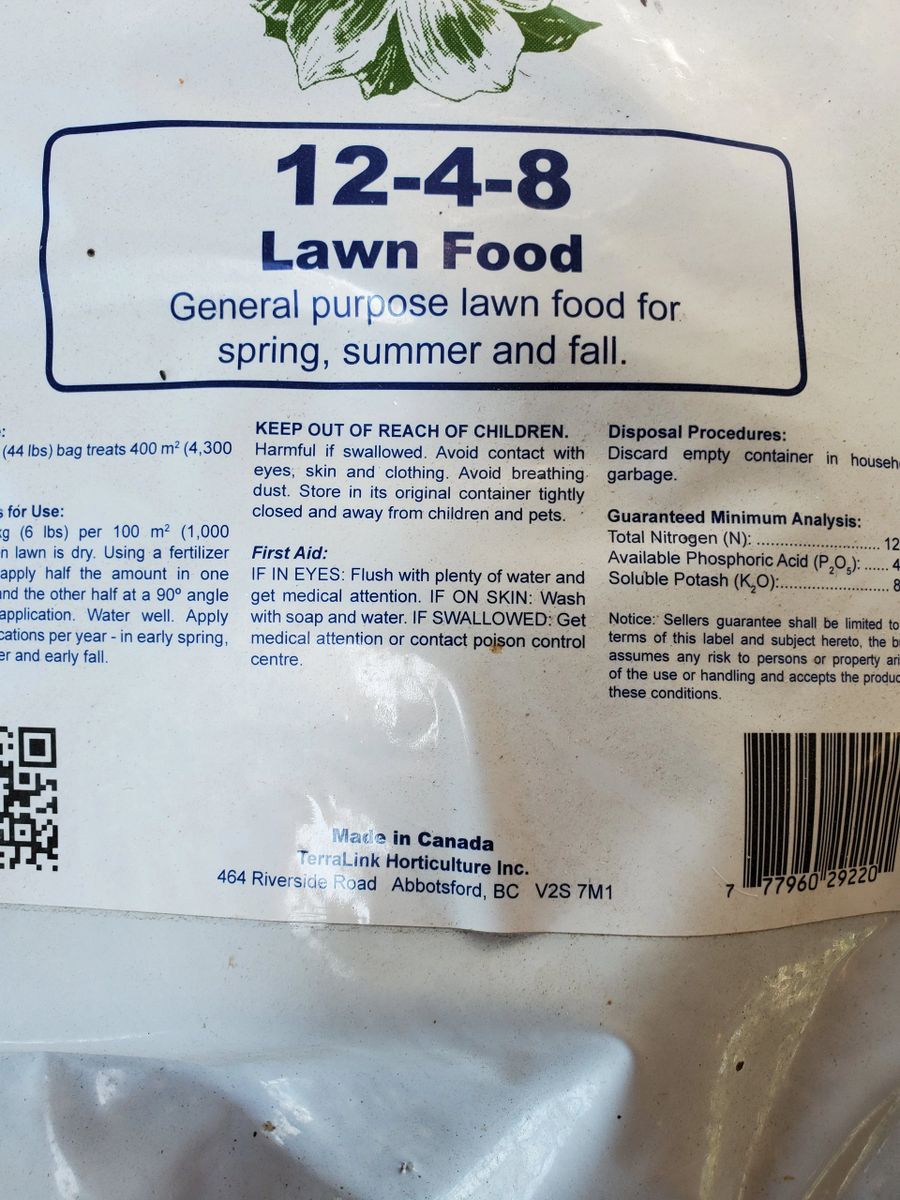 12-4-8
Lawn Food
General purpose lawn food for
spring, summer and fall.
:
(44 lbs) bag treats 400 m² (4,300
for Use:
kg (6 lbs) per 100 m² (1,000
lawn is dry. Using a fertilizer
apply half the amount in one
and the other half at a 90º angle
application. Water well. Apply
per year - in early spring,
and early fall.
KEEP OUT OF REACH OF CHILDREN.
Harmful if swallowed. Avoid contact with
eyes, skin and clothing. Avoid breathing
dust. Store in its original container tightly
closed and away from children and pets.
First Aid:
IF IN EYES: Flush with plenty of water and
get medical attention. IF ON SKIN: Wash
with soap and water. IF SWALLOWED: Get
medical attention or contact poison control
centre.
Disposal Procedures:
Discard empty container in
garbage.
Guaranteed Minimum Analysis:
Total Nitrogen (N): .............................. 12
Available Phosphoric Acid (P₂O₅): ...... 4
Soluble Potash (K₂O):........................... 8
Notice: Sellers guarantee shall be limited to
terms of this label and subject hereto, the
assumes any risk to persons or property
of the use or handling and accepts the
these conditions.
Made in Canada
TerraLink Horticulture Inc.
464 Riverside Road Abbotsford, BC V2S 7M1
7 77960 29220